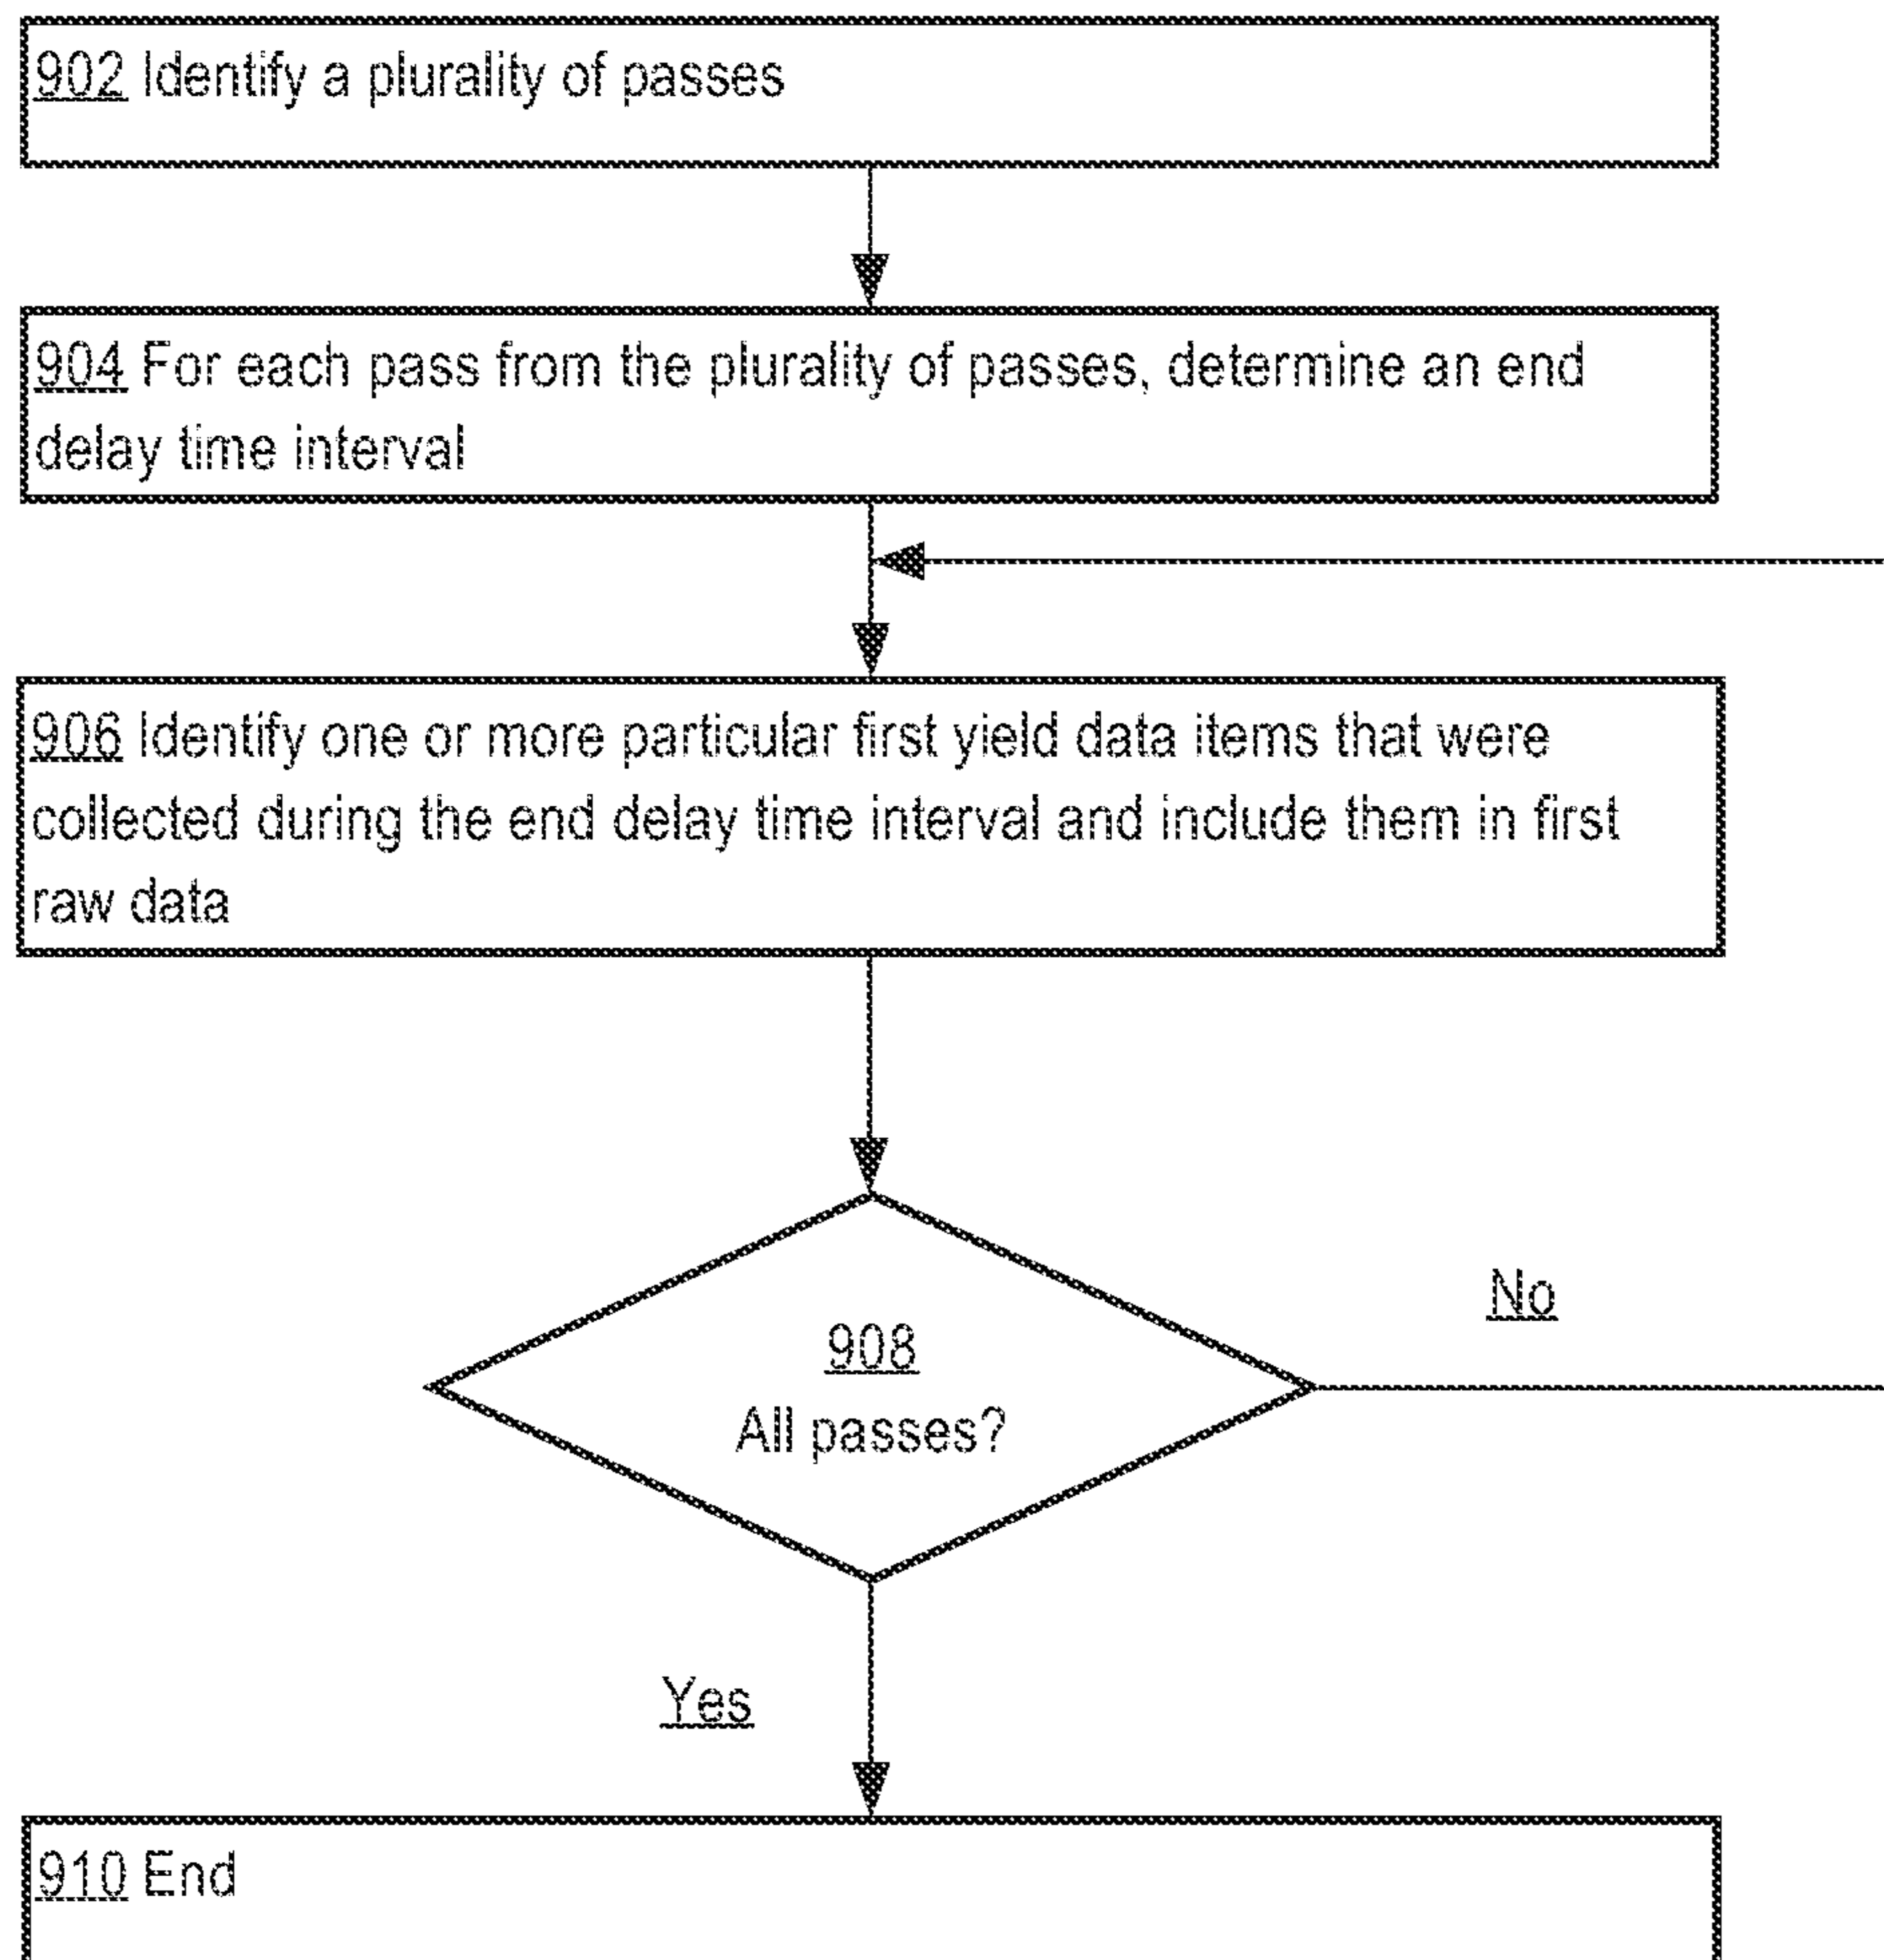 902 Identify a plurality of passes
904 For each pass from the plurality of passes, determine an end
delay time interval
906 Identify one or more particular first yield data items that were
collected during the end delay time interval and include them in first
raw data
No
908
All passes?
Yes
910 End